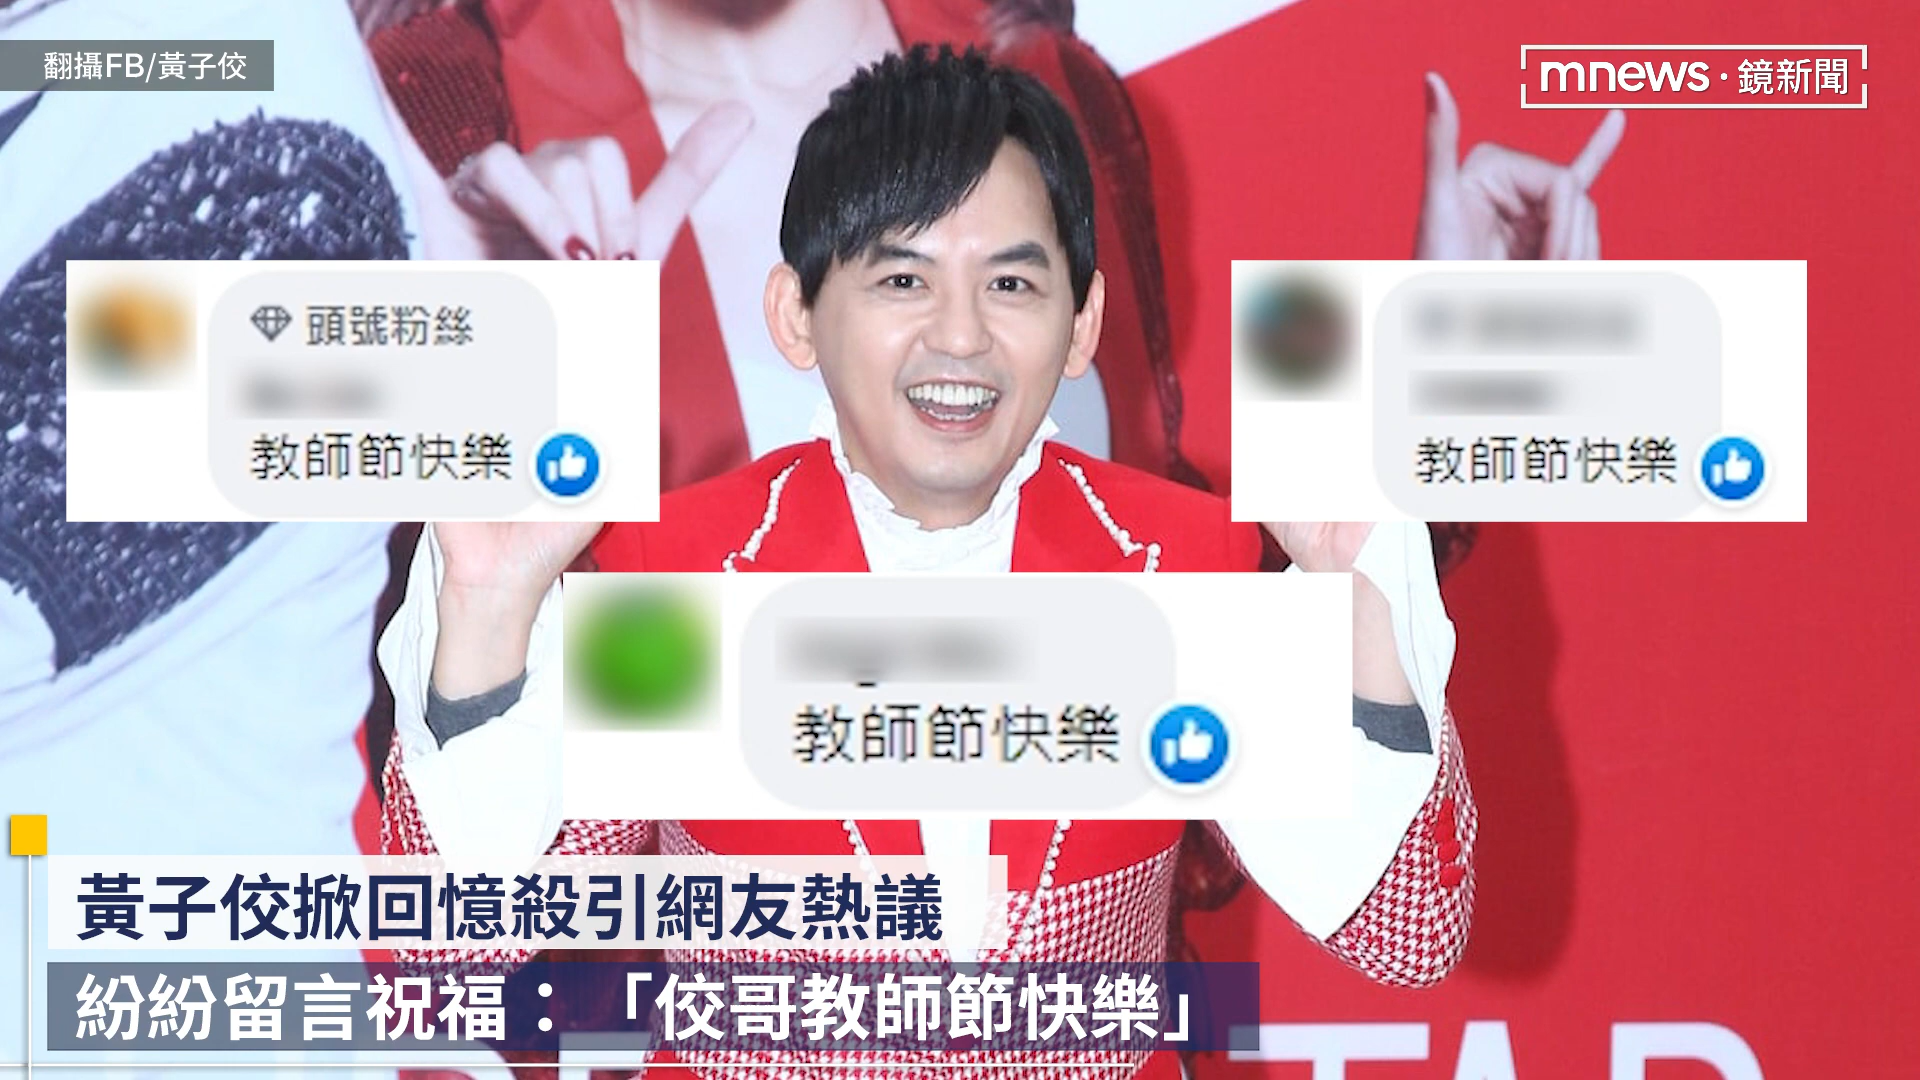 翻攝FB/黃子佼
mnews·鏡新聞
頭號粉絲
教師節快樂
教師節快樂
教師節快樂
黃子佼掀回憶殺引網友熱議
紛紛留言祝福：「佼哥教師節快樂」